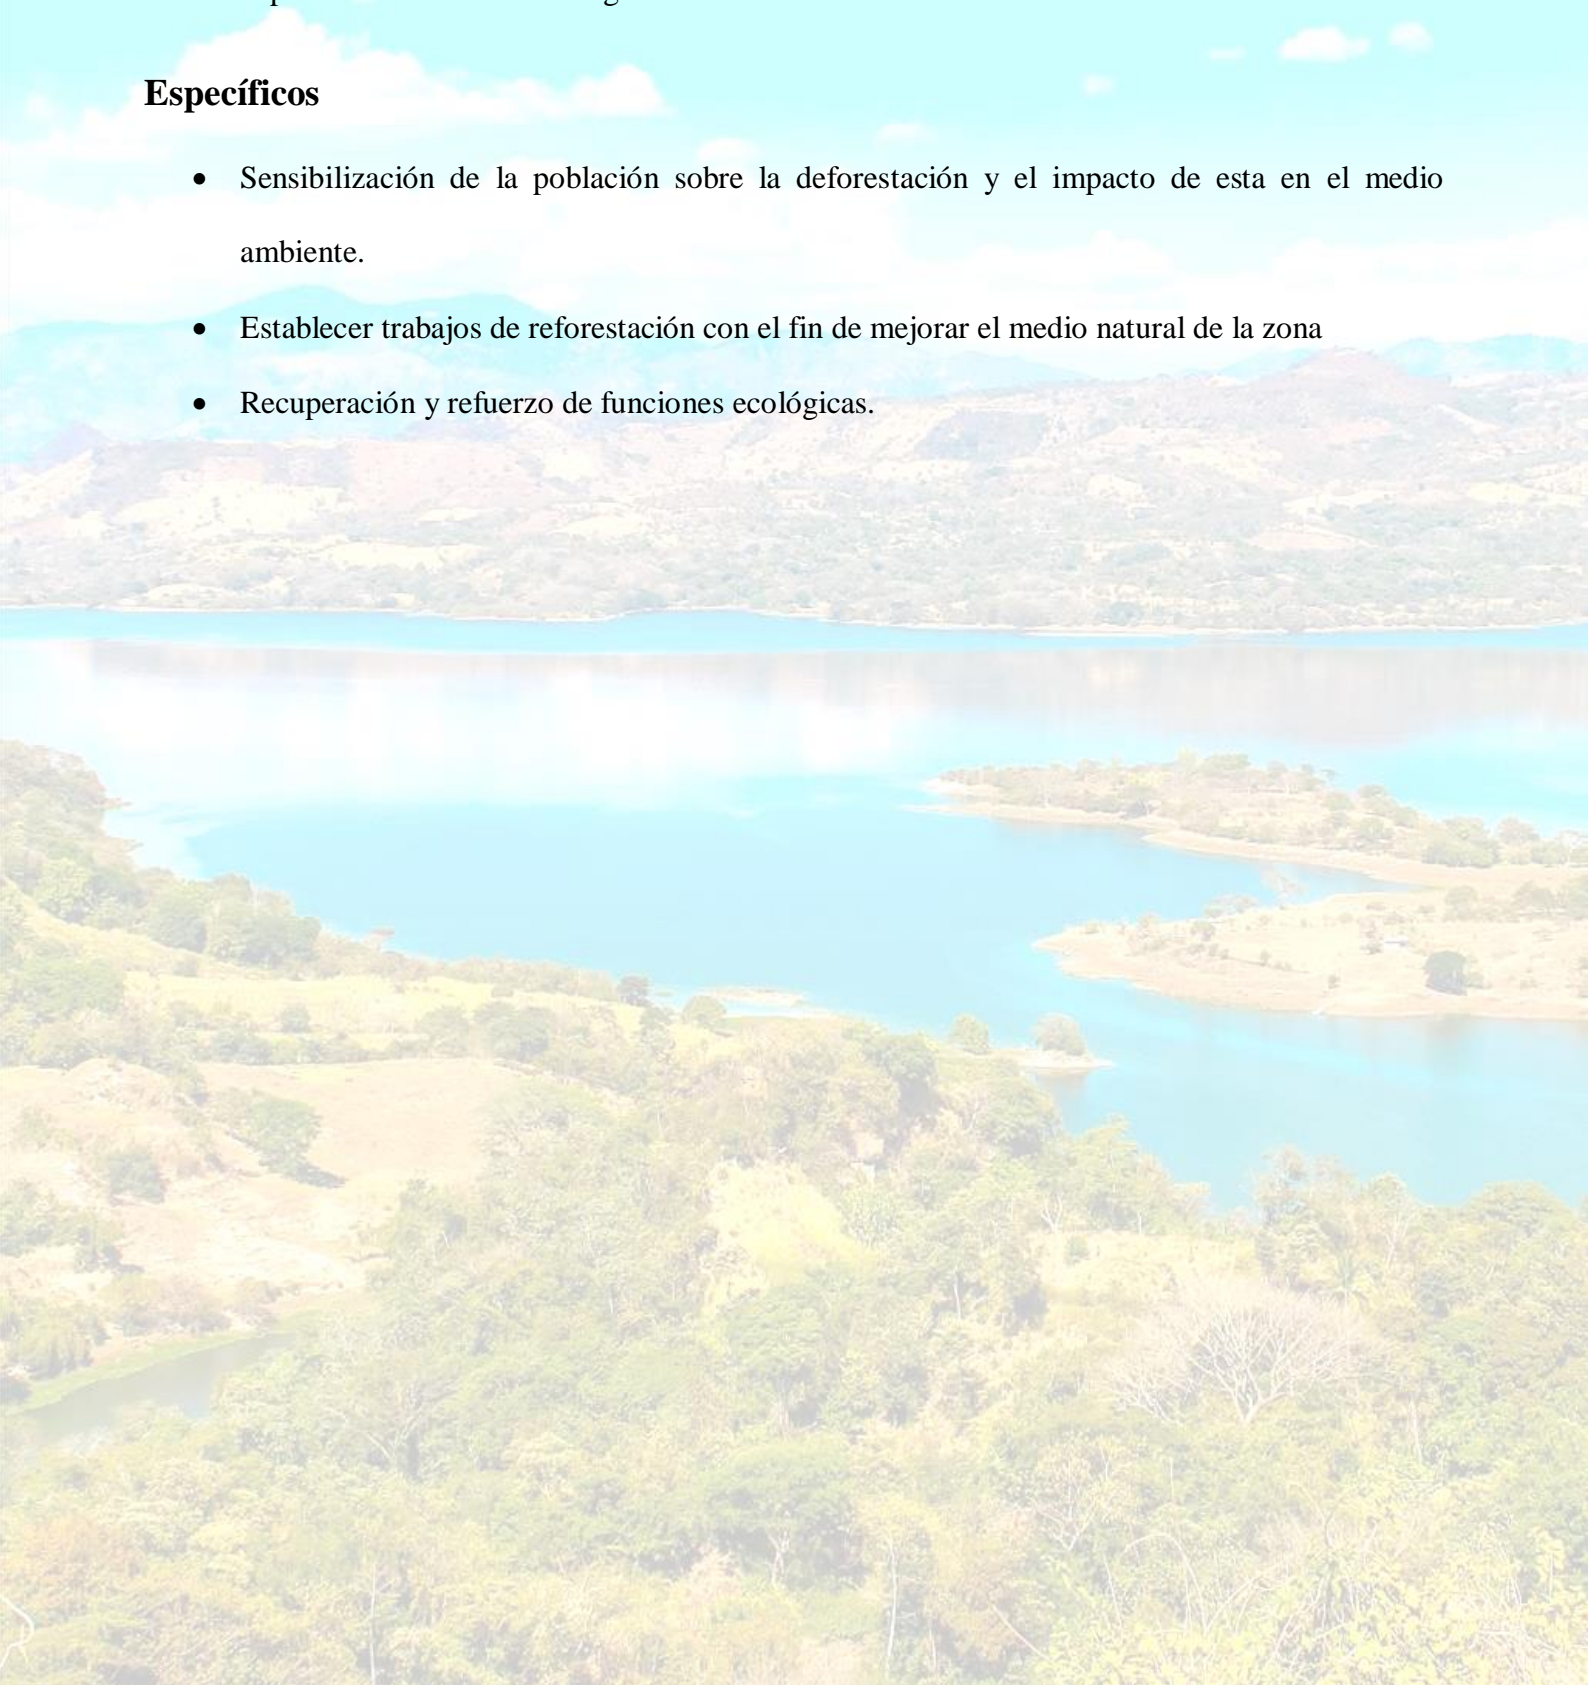 Específicos
• Sensibilización de la población sobre la deforestación y el impacto de esta en el medio
ambiente.
• Establecer trabajos de reforestación con el fin de mejorar el medio natural de la zona
• Recuperación y refuerzo de funciones ecológicas.